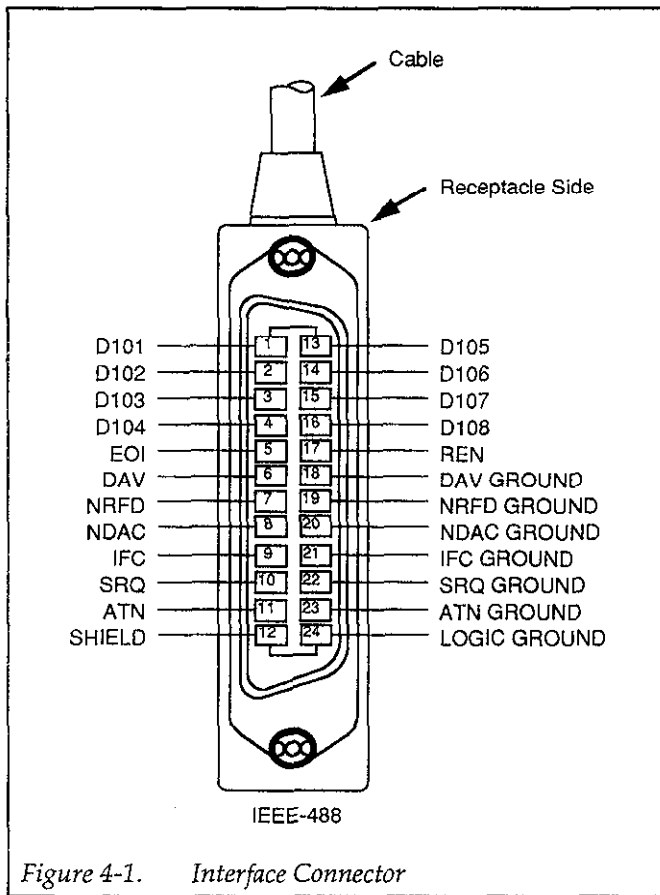 Cable
Receptacle Side
D101 1 13 D105
D102 2 14 D106
D103 3 15 D107
D104 4 16 D108
EOI 5 17 REN
DAV 6 18 DAV GROUND
NRFD 7 19 NRFD GROUND
NDAC 8 20 NDAC GROUND
IFC 9 21 IFC GROUND
SRQ 10 22 SRQ GROUND
ATN 11 23 ATN GROUND
SHIELD 12 24 LOGIC GROUND
IEEE-488
Figure 4-1. Interface Connector